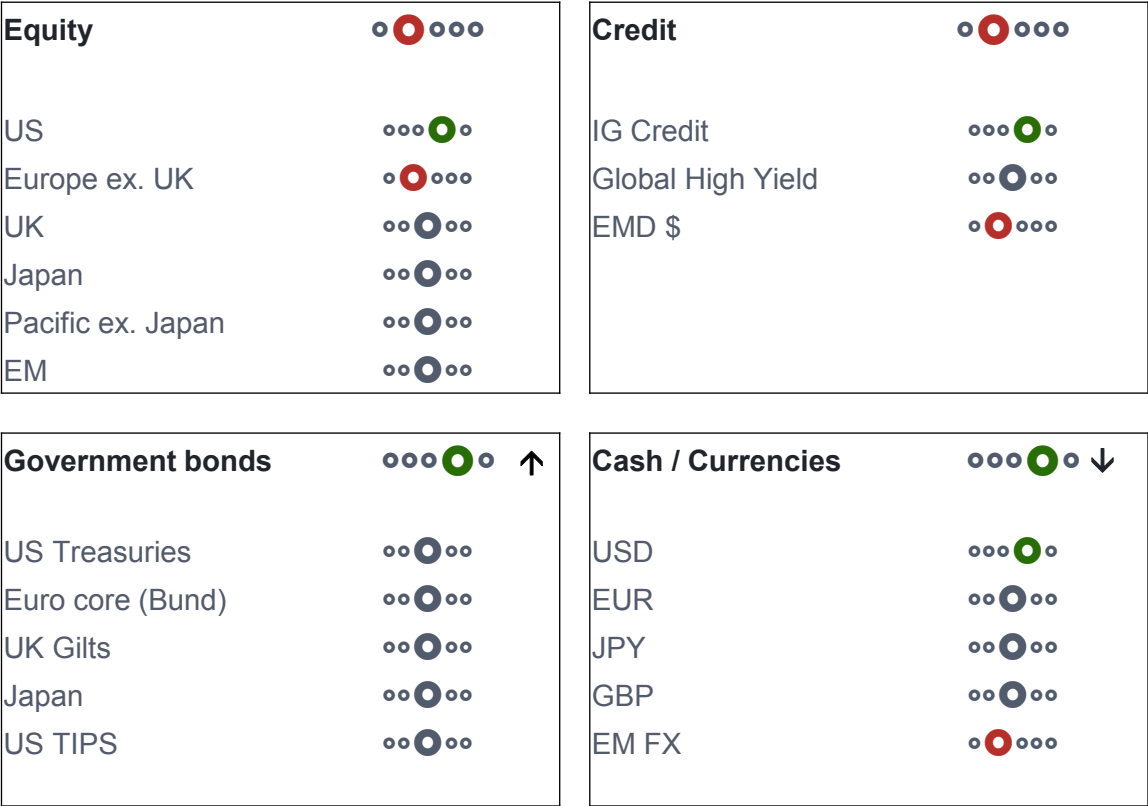 Equity
US
Europe ex. UK
UK
Japan
Pacific ex. Japan
EM
Credit
IG Credit
Global High Yield
EMD $
Government bonds
US Treasuries
Euro core (Bund)
UK Gilts
Japan
US TIPS
Cash / Currencies
USD
EUR
JPY
GBP
EM FX